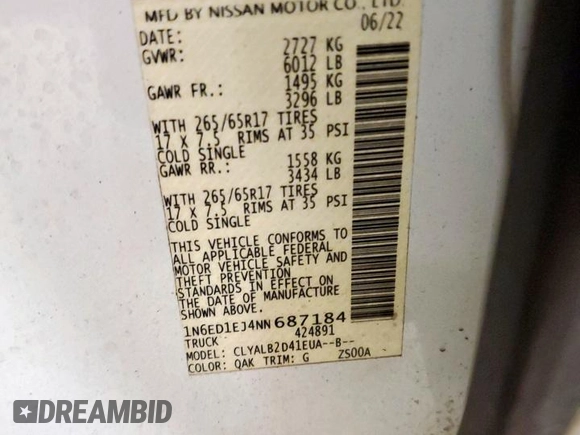 MFD BY NISSAN MOTOR CO., LTD.
DATE: 06/22
GVWR: 2727 KG
6012 LB
GAWR FR.: 1495 KG
3296 LB
WITH 265/65R17 TIRES
17 X 7.5 RIMS AT 35 PSI
COLD SINGLE
GAWR RR.: 1558 KG
3434 LB
WITH 265/65R17 TIRES
17 X 7.5 RIMS AT 35 PSI
COLD SINGLE
THIS VEHICLE CONFORMS TO
ALL APPLICABLE FEDERAL
MOTOR VEHICLE SAFETY AND
THEFT PREVENTION
STANDARDS IN EFFECT ON
THE DATE OF MANUFACTURE
SHOWN ABOVE.
1N6ED1EJ4NN687184
TRUCK 424891
MODEL: CLYALB2D41EUA--B--
COLOR: QAK TRIM: G ZS00A
DREAMBID